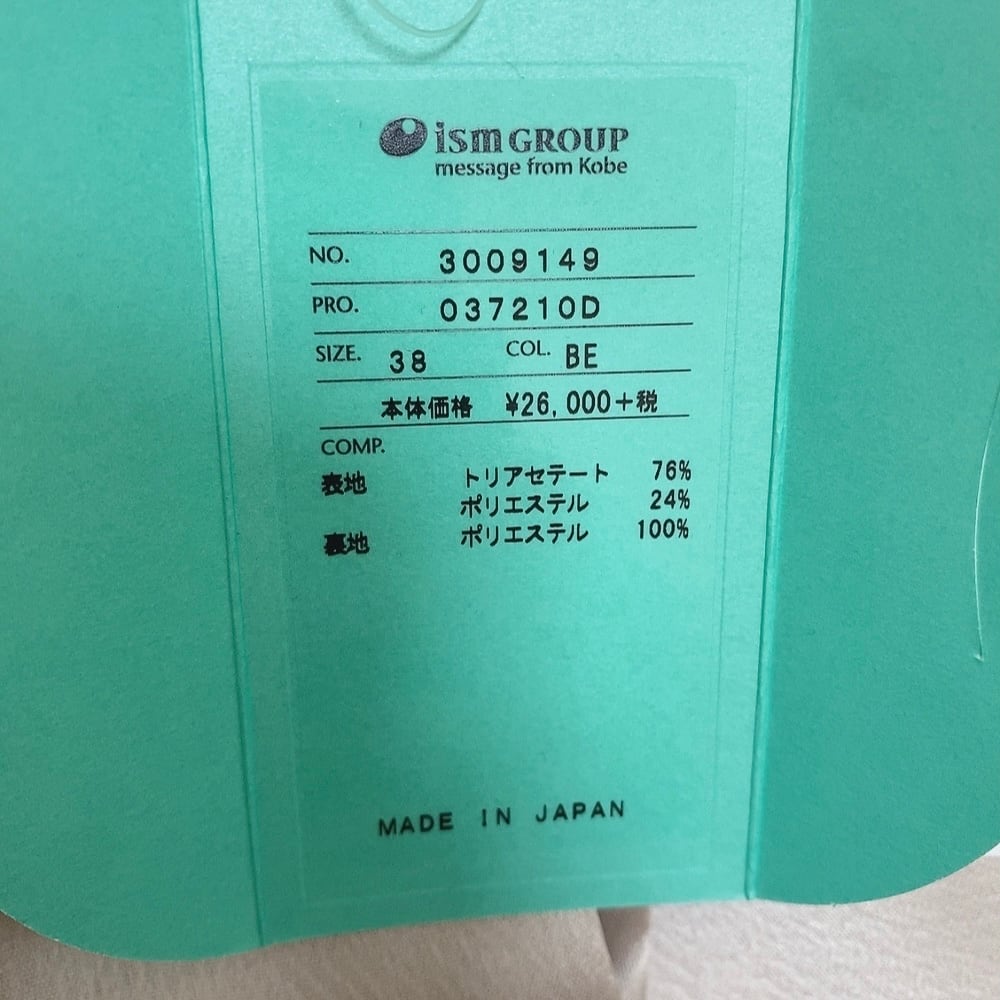 ism GROUP
message from Kobe
NO. 3009149
PRO. 037210D
SIZE. 38 COL. BE
本体価格 ¥26,000+税
COMP.
表地 トリアセテート 76%
ポリエステル 24%
裏地 ポリエステル 100%
MADE IN JAPAN